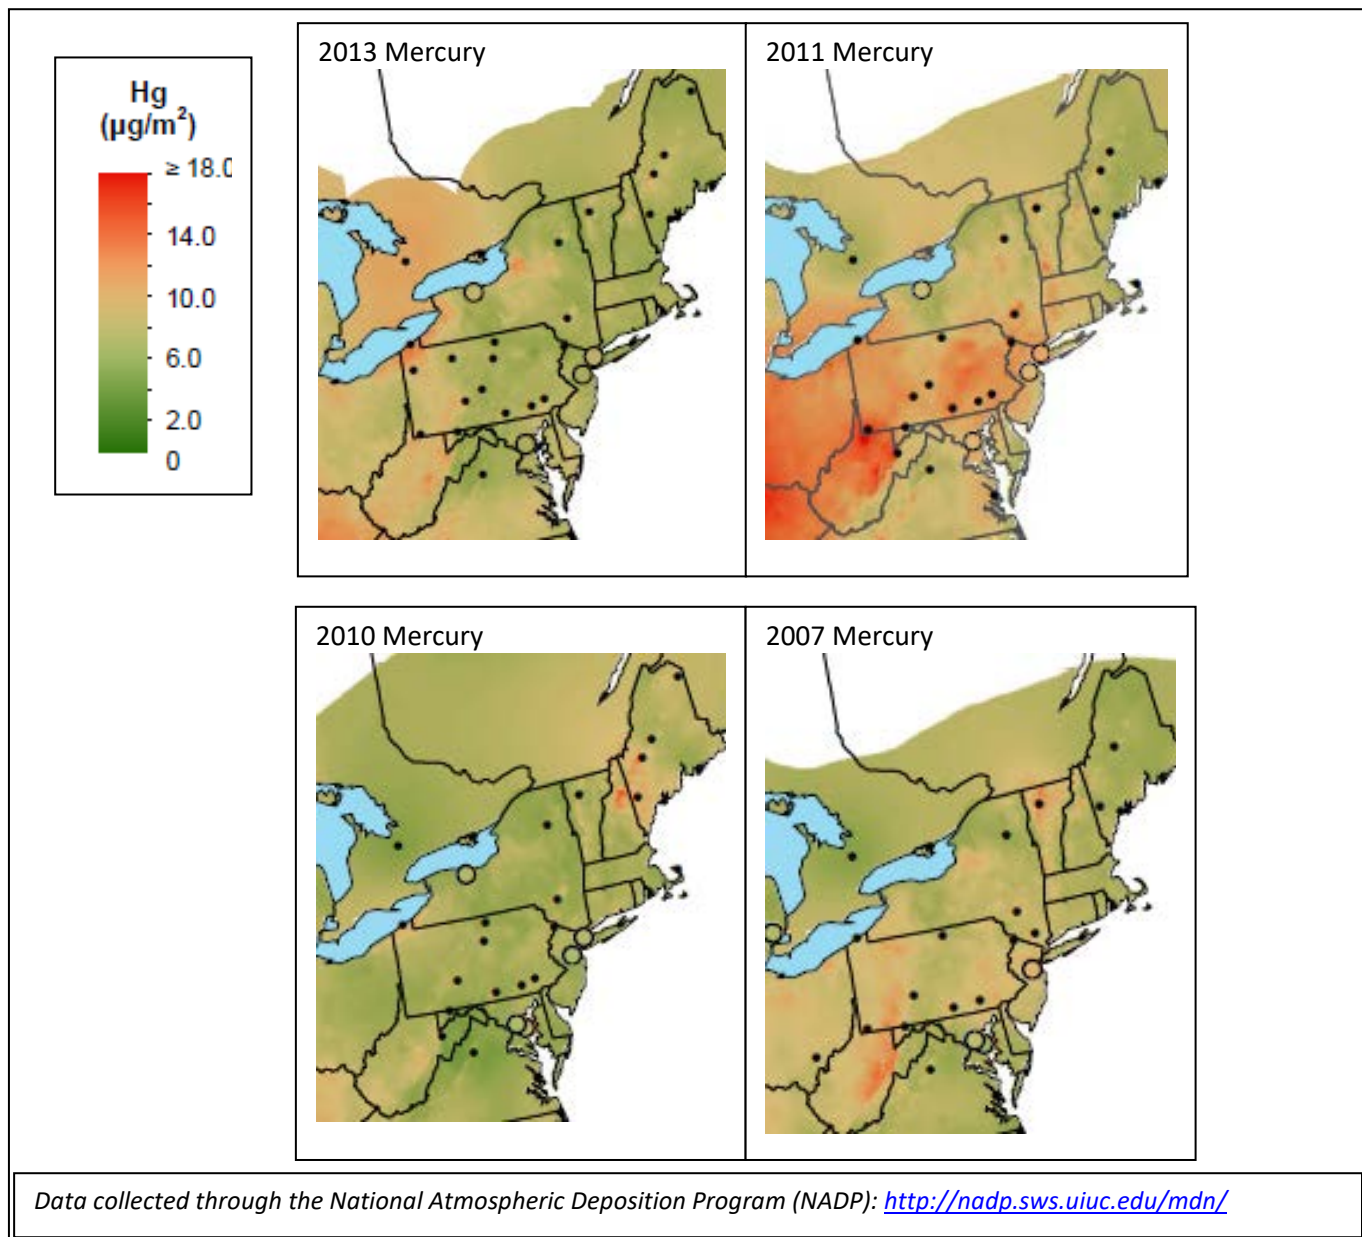 2013 Mercury
2011 Mercury
Hg
(µg/m²)
≥ 18.0
14.0
10.0
6.0
2.0
0
2010 Mercury
2007 Mercury
Data collected through the National Atmospheric Deposition Program (NADP): http://nadp.sws.uiuc.edu/mdn/